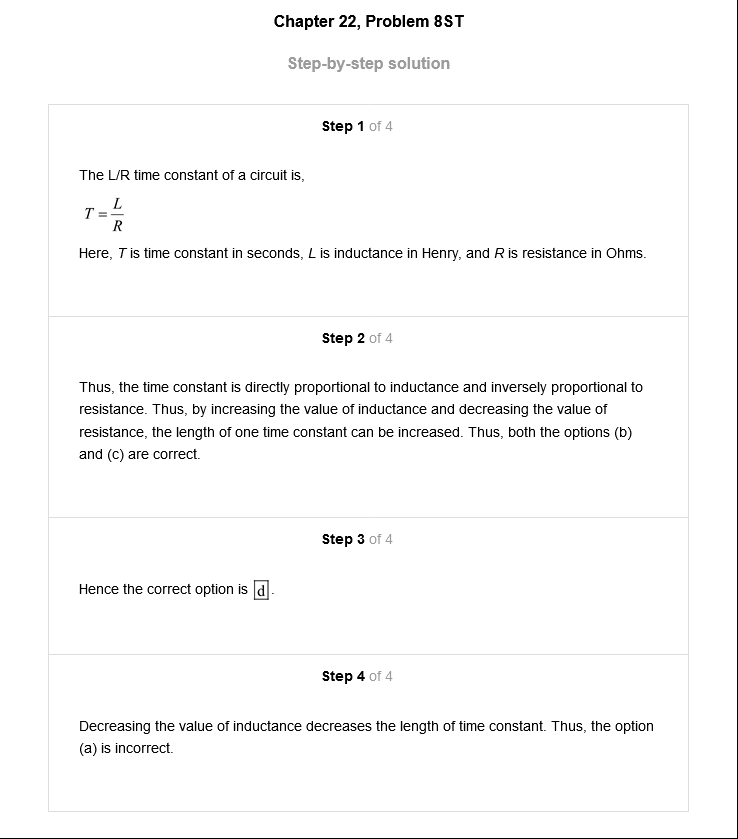 Chapter 22, Problem 8ST
Step-by-step solution
Step 1 of 4
The L/R time constant of a circuit is,
T = L/R
Here, T is time constant in seconds, L is inductance in Henry, and R is resistance in Ohms.
Step 2 of 4
Thus, the time constant is directly proportional to inductance and inversely proportional to
resistance. Thus, by increasing the value of inductance and decreasing the value of
resistance, the length of one time constant can be increased. Thus, both the options (b)
and (c) are correct.
Step 3 of 4
Hence the correct option is d.
Step 4 of 4
Decreasing the value of inductance decreases the length of time constant. Thus, the option
(a) is incorrect.